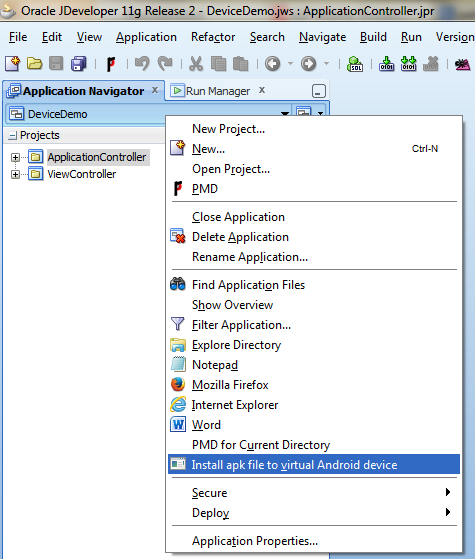 Oracle JDeveloper 11g Release 2 - DeviceDemo.jws : ApplicationController.jpr
File Edit View Application Refactor Search Navigate Build Run Versi
Application Navigator x Run Manager x
DeviceDemo
Projects
ApplicationController
ViewController
New Project...
New... Ctrl-N
Open Project...
PMD
Close Application
Delete Application
Rename Application...
Find Application Files
Show Overview
Filter Application...
Explore Directory
Notepad
Mozilla Firefox
Internet Explorer
Word
PMD for Current Directory
Install apk file to virtual Android device
Secure
Deploy
Application Properties...